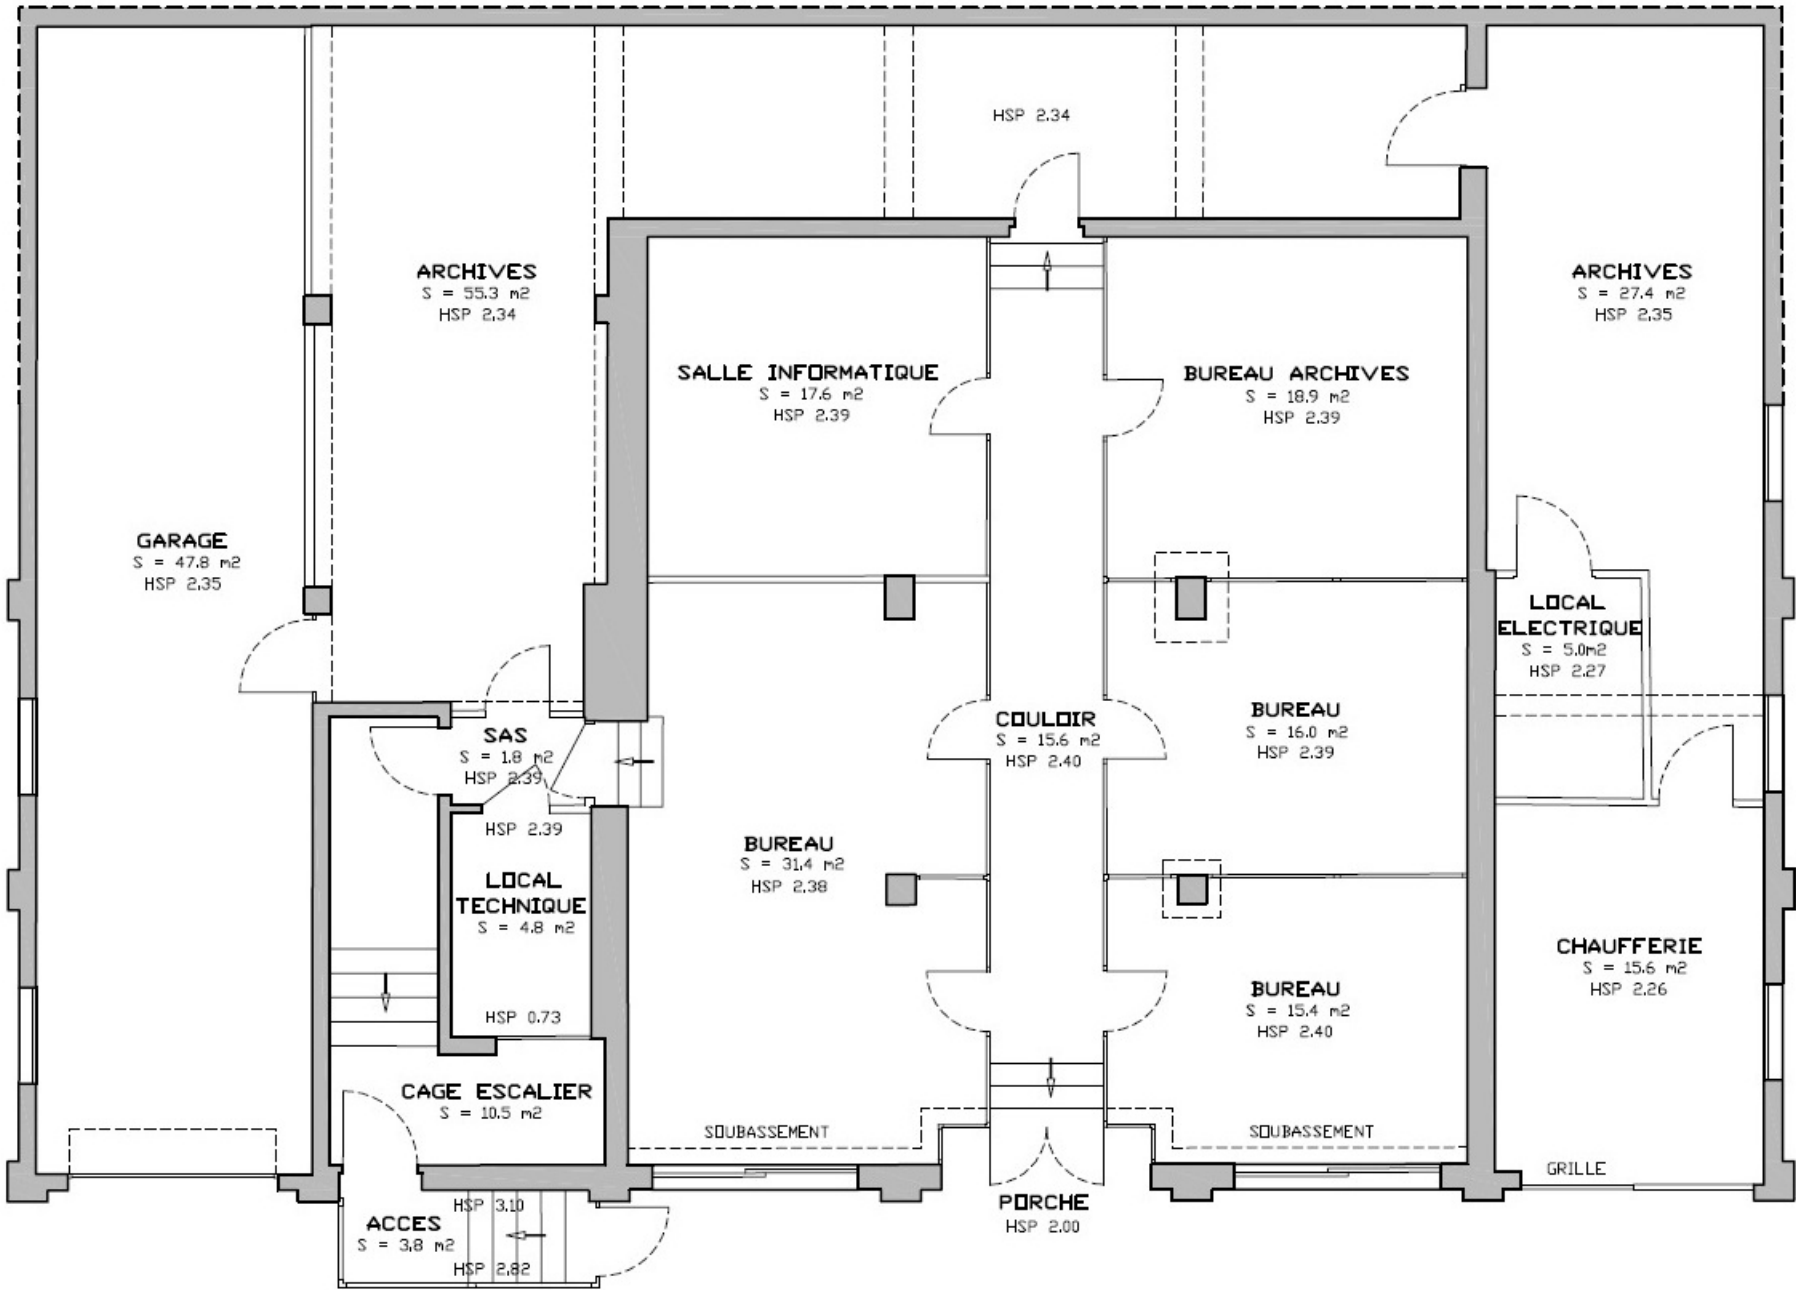 HSP 2.34
ARCHIVES
S = 55.3 m2
HSP 2.34
ARCHIVES
S = 27.4 m2
HSP 2.35
SALLE INFORMATIQUE
S = 17.6 m2
HSP 2.39
BUREAU ARCHIVES
S = 18.9 m2
HSP 2.39
GARAGE
S = 47.8 m2
HSP 2.35
LOCAL
ELECTRIQUE
S = 5.0m2
HSP 2.27
SAS
S = 1.8 m2
HSP 2.39
COULOIR
S = 15.6 m2
HSP 2.40
BUREAU
S = 16.0 m2
HSP 2.39
HSP 2.39
LOCAL
TECHNIQUE
S = 4.8 m2
HSP 0.73
BUREAU
S = 31.4 m2
HSP 2.38
CHAUFFERIE
S = 15.6 m2
HSP 2.26
BUREAU
S = 15.4 m2
HSP 2.40
CAGE ESCALIER
S = 10.5 m2
SOUBASSEMENT
SOUBASSEMENT
GRILLE
HSP 3.10
ACCES
S = 3.8 m2
HSP 2.82
PORCHE
HSP 2.00